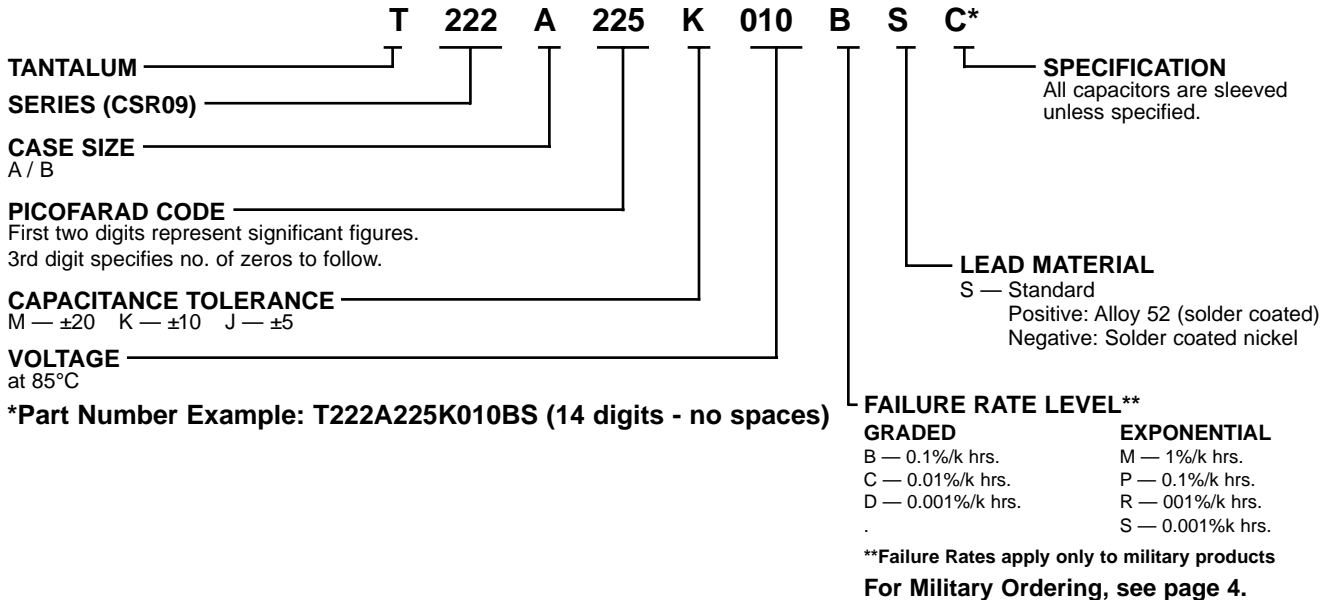 T 222 A 225 K 010 B S C*
TANTALUM
SERIES (CSR09)
CASE SIZE
A / B
PICOFARAD CODE
First two digits represent significant figures.
3rd digit specifies no. of zeros to follow.
CAPACITANCE TOLERANCE
M — ±20 K — ±10 J — ±5
VOLTAGE
at 85°C
*Part Number Example: T222A225K010BS (14 digits - no spaces)
SPECIFICATION
All capacitors are sleeved
unless specified.
LEAD MATERIAL
S — Standard
Positive: Alloy 52 (solder coated)
Negative: Solder coated nickel
FAILURE RATE LEVEL**
GRADED EXPONENTIAL
B — 0.1%/k hrs. M — 1%/k hrs.
C — 0.01%/k hrs. P — 0.1%/k hrs.
D — 0.001%/k hrs. R — 001%/k hrs.
. S — 0.001%k hrs.
**Failure Rates apply only to military products
For Military Ordering, see page 4.